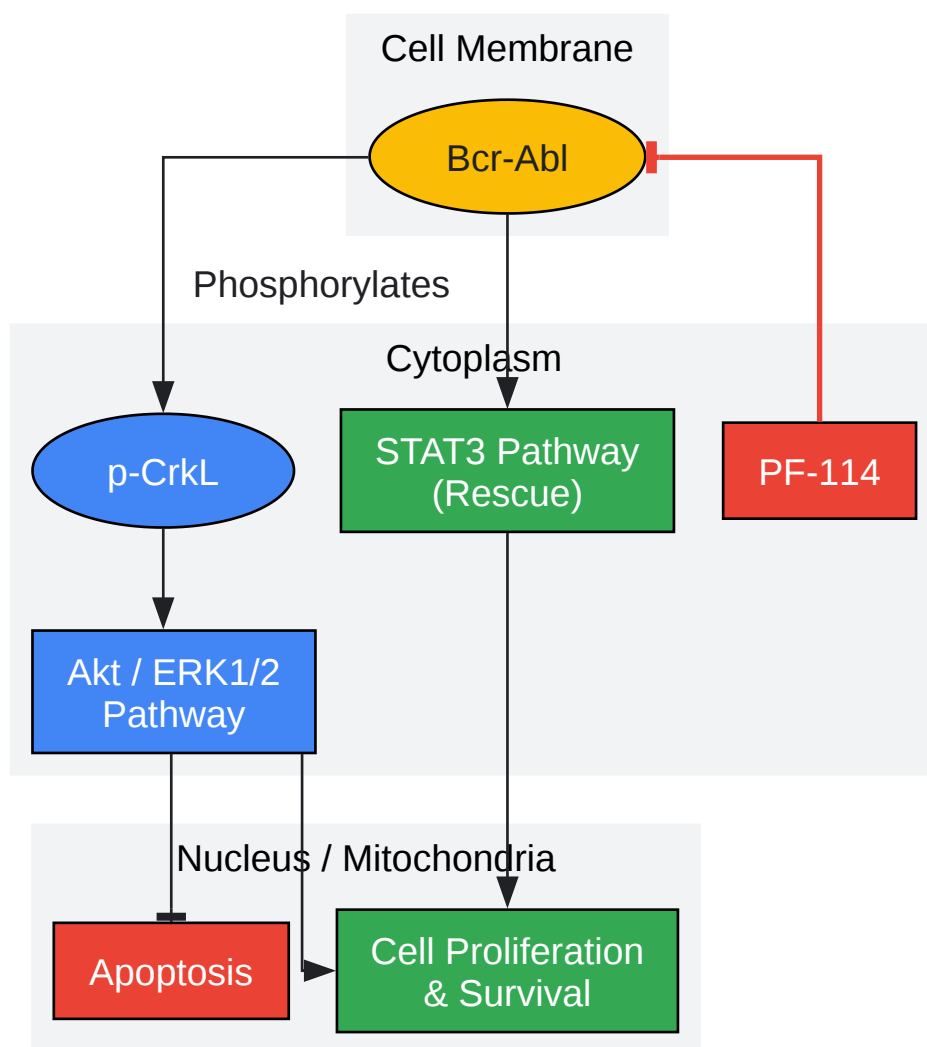 Cell Membrane
Bcr-Abl
Phosphorylates
Cytoplasm
p-CrkL
STAT3 Pathway
(Rescue)
PF-114
Akt / ERK1/2
Pathway
Nucleus / Mitochondria
Apoptosis
Cell Proliferation
& Survival